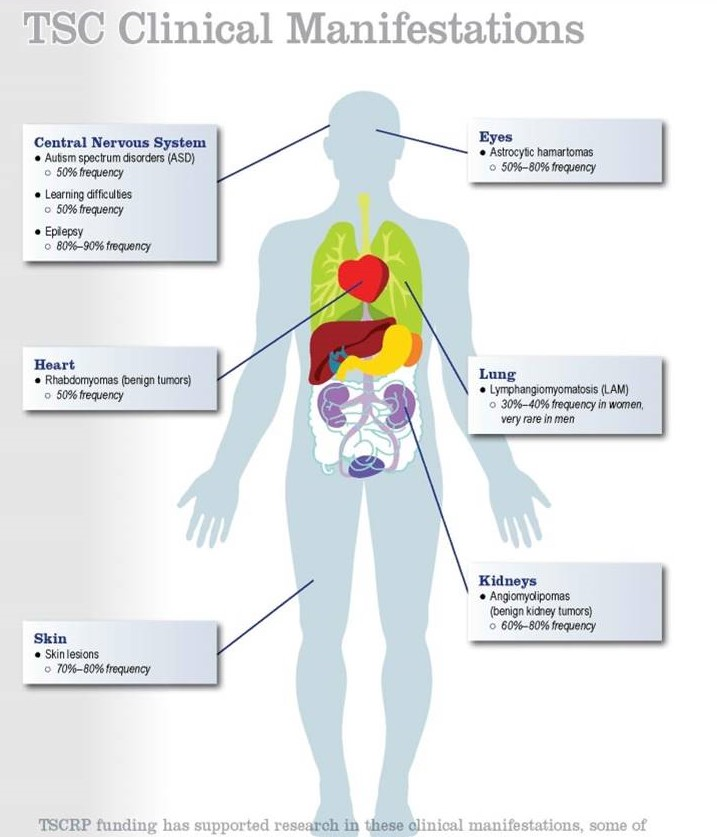 TSC Clinical Manifestations
Central Nervous System
• Autism spectrum disorders (ASD)
○ 50% frequency
• Learning difficulties
○ 50% frequency
• Epilepsy
○ 80%–90% frequency
Eyes
• Astrocytic hamartomas
○ 50%–80% frequency
Heart
• Rhabdomyomas (benign tumors)
○ 50% frequency
Lung
• Lymphangiomyomatosis (LAM)
○ 30%–40% frequency in women,
very rare in men
Kidneys
• Angiomyolipomas
(benign kidney tumors)
○ 60%–80% frequency
Skin
• Skin lesions
○ 70%–80% frequency
TSCRP funding has supported research in these clinical manifestations, some of